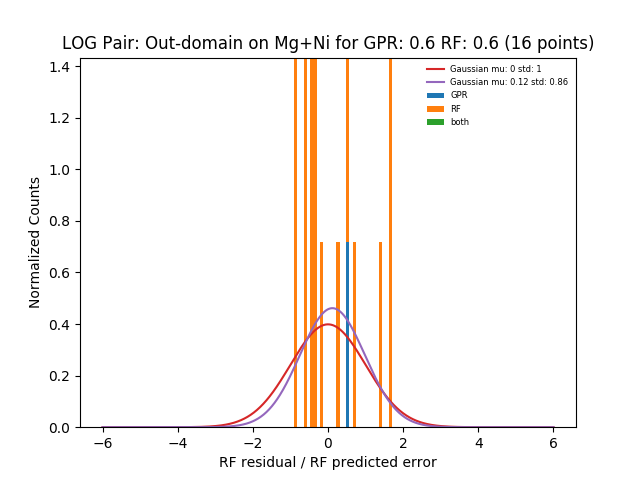 LOG Pair: Out-domain on Mg+Ni for GPR: 0.6 RF: 0.6 (16 points)
Gaussian mu: 0 std: 1
Gaussian mu: 0.12 std: 0.86
GPR
RF
both
Normalized Counts
1.4
1.2
1.0
0.8
0.6
0.4
0.2
0.0
−6 −4 −2 0 2 4 6
RF residual / RF predicted error